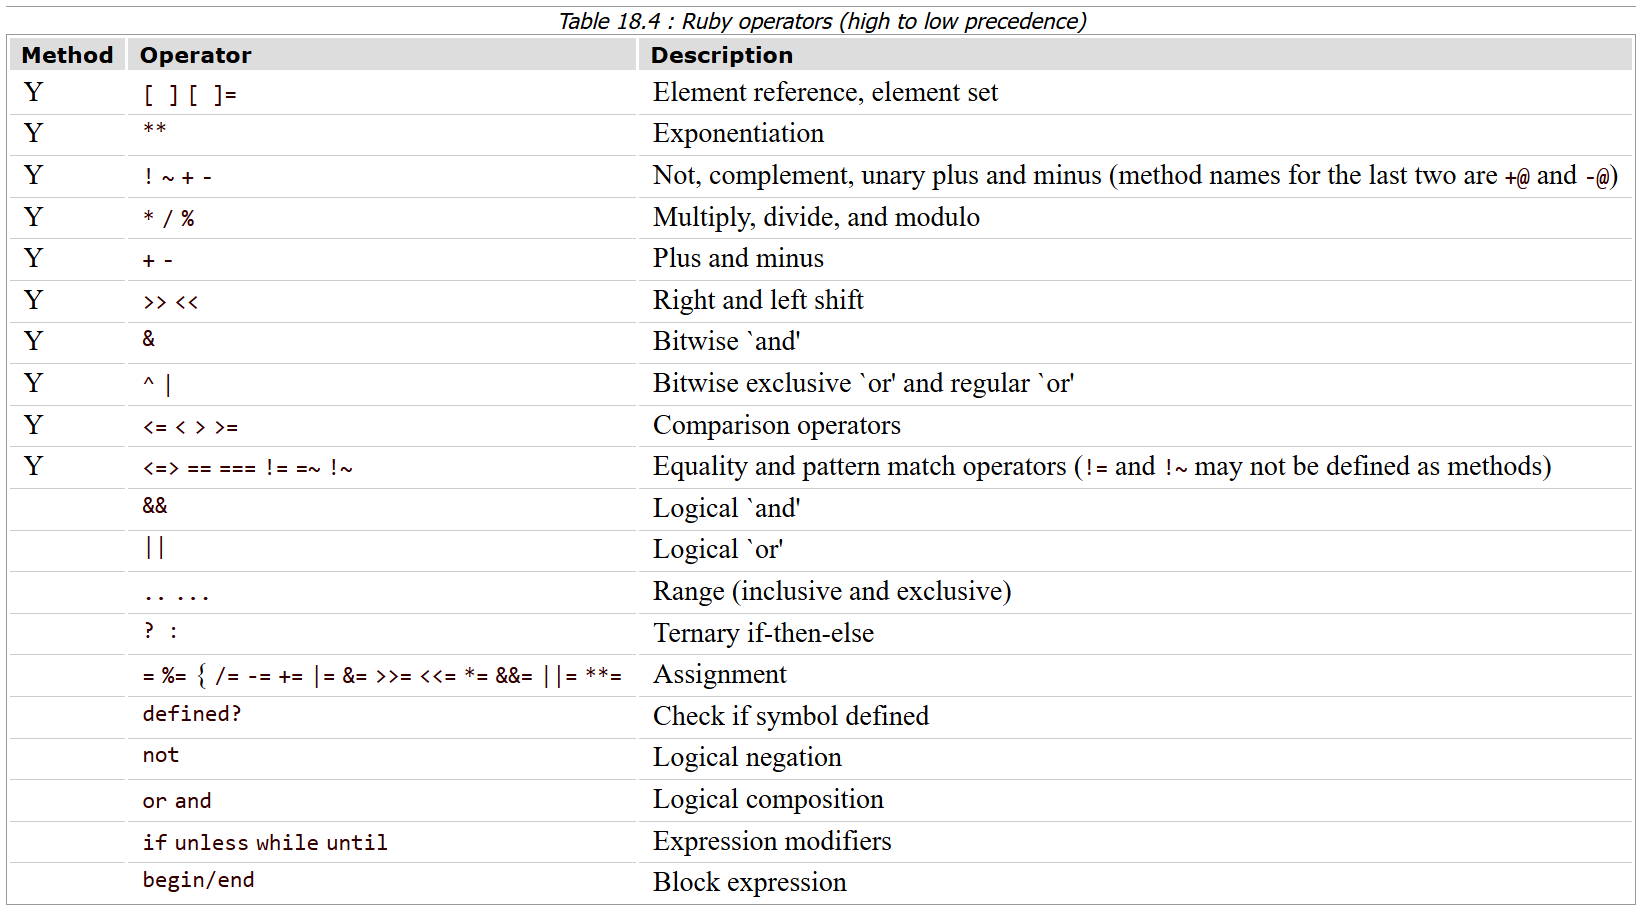 Table 18.4 : Ruby operators (high to low precedence)
Method Operator Description
Y [ ] [ ]= Element reference, element set
Y ** Exponentiation
Y ! ~ + - Not, complement, unary plus and minus (method names for the last two are +@ and -@)
Y * / % Multiply, divide, and modulo
Y + - Plus and minus
Y >> << Right and left shift
Y & Bitwise `and'
Y ^ | Bitwise exclusive `or' and regular `or'
Y <= < > >= Comparison operators
Y <=> == === != =~ !~ Equality and pattern match operators (!= and !~ may not be defined as methods)
&& Logical `and'
|| Logical `or'
.. ... Range (inclusive and exclusive)
? : Ternary if-then-else
= %= { /= -= += |= &= >>= <<= *= &&= ||= **= Assignment
defined? Check if symbol defined
not Logical negation
or and Logical composition
if unless while until Expression modifiers
begin/end Block expression